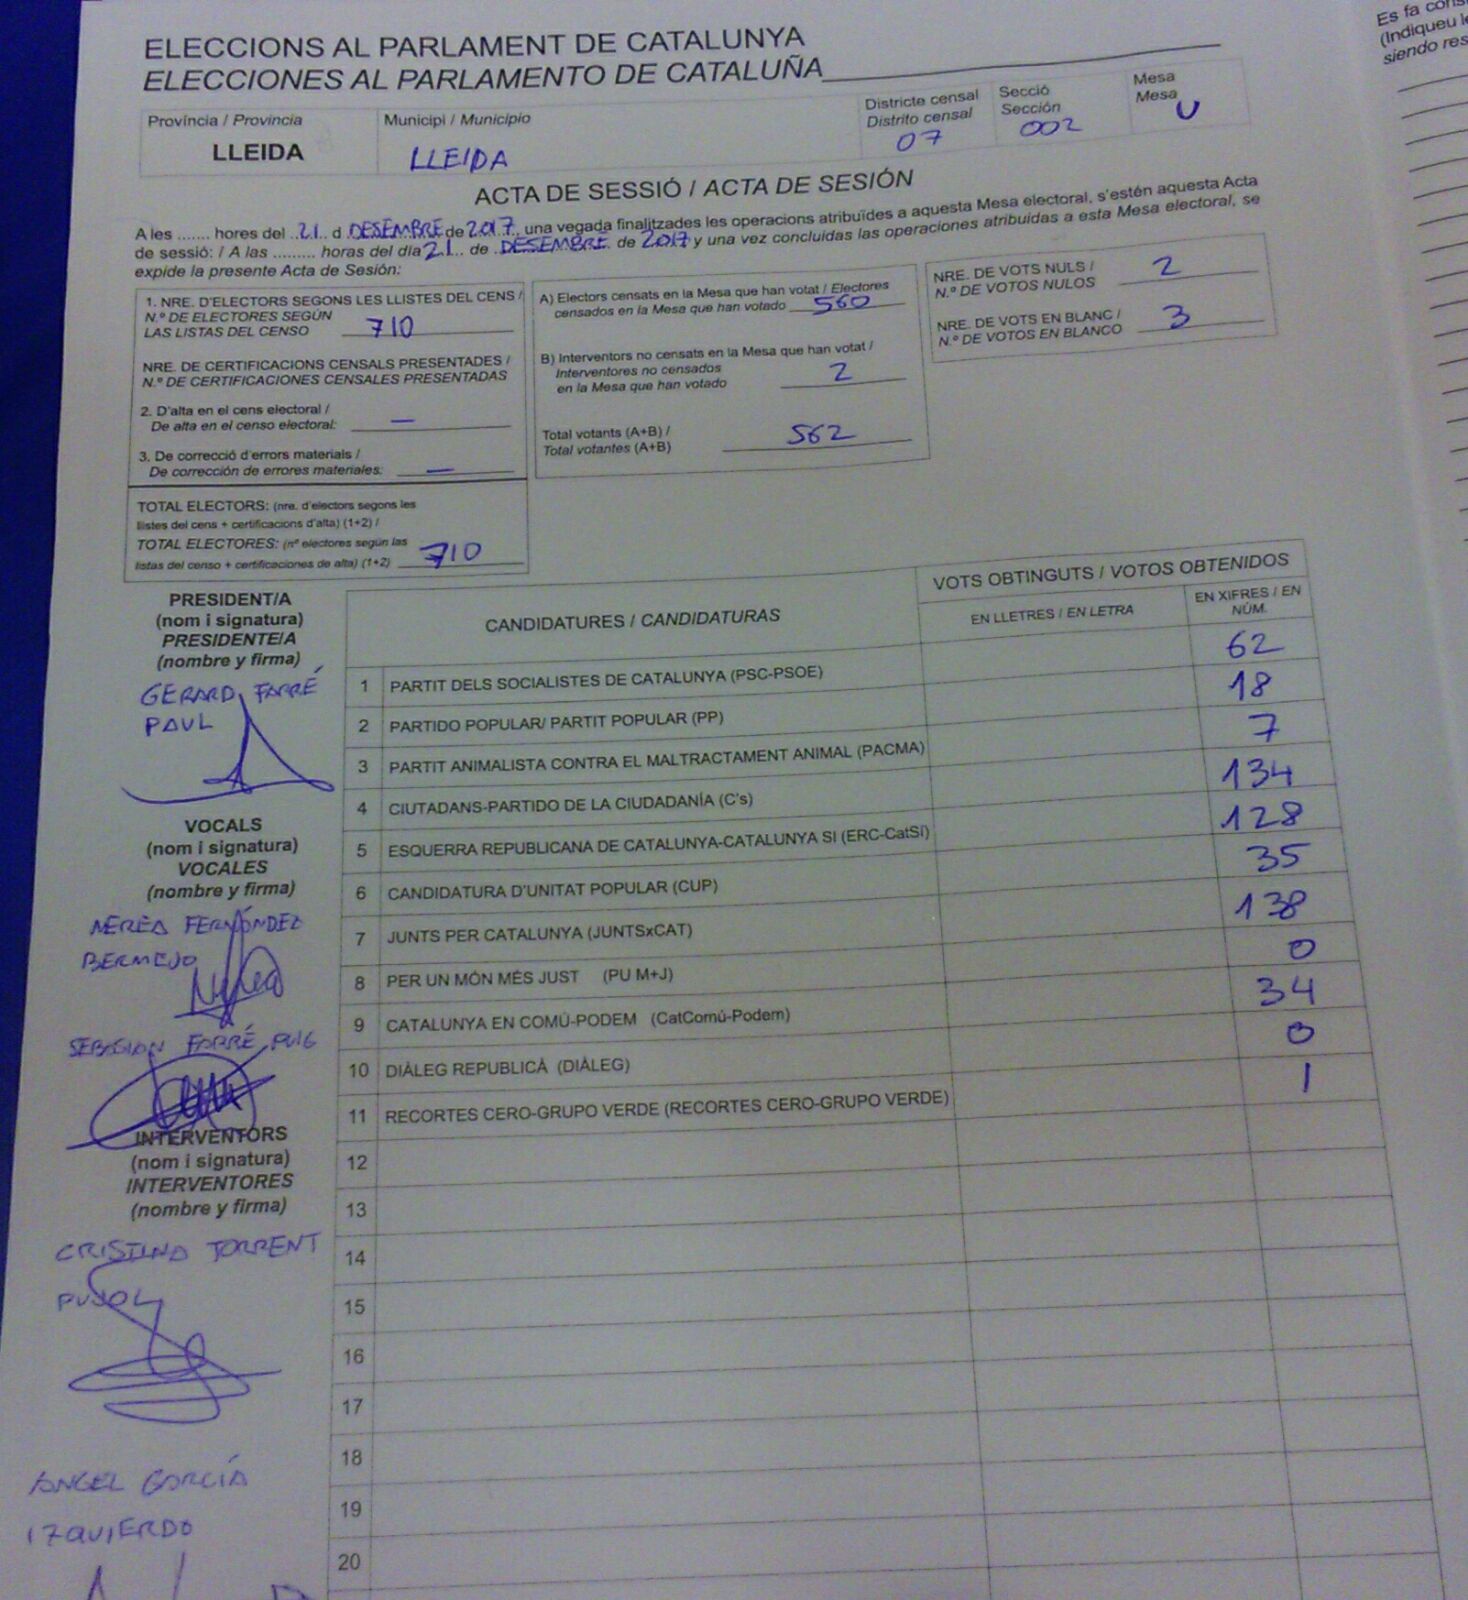 ELECCIONS AL PARLAMENT DE CATALUNYA
ELECCIONES AL PARLAMENTO DE CATALUÑA
Província / Provincia
LLEIDA
Municipi / Municipio
LLEIDA
Districte censal
Distrito censal
07
Secció
Sección
002
Mesa
Mesa
U
ACTA DE SESSIÓ / ACTA DE SESIÓN
A les ....... hores del ..21.. d DESEMBRE de 2017, una vegada finalitzades les operacions atribuïdes a aquesta Mesa electoral, s'estén aquesta Acta
de sessió: / A las ......... horas del día 21.. de ..DESEMBRE. de 2017 y una vez concluidas las operaciones atribuidas a esta Mesa electoral, se
expide la presente Acta de Sesión:
1. NRE. D'ELECTORS SEGONS LES LLISTES DEL CENS /
N.º DE ELECTORES SEGÚN
LAS LISTAS DEL CENSO 710
NRE. DE CERTIFICACIONS CENSALS PRESENTADES /
N.º DE CERTIFICACIONES CENSALES PRESENTADAS
2. D'alta en el cens electoral /
De alta en el censo electoral: —
3. De correcció d'errors materials /
De corrección de errores materiales: —
TOTAL ELECTORS: (nre. d'electors segons les
llistes del cens + certificacions d'alta) (1+2) /
TOTAL ELECTORES: (nº electores según las
listas del censo + certificaciones de alta) (1+2) 710
A) Electors censats en la Mesa que han votat / Electores
censados en la Mesa que han votado 560
B) Interventors no censats en la Mesa que han votat /
Interventores no censados
en la Mesa que han votado 2
Total votants (A+B) /
Total votantes (A+B) 562
NRE. DE VOTS NULS /
N.º DE VOTOS NULOS 2
NRE. DE VOTS EN BLANC /
N.º DE VOTOS EN BLANCO 3
PRESIDENT/A
(nom i signatura)
PRESIDENTE/A
(nombre y firma)
GERARD FARRÉ
PAUL
VOCALS
(nom i signatura)
VOCALES
(nombre y firma)
NEREA FERNÁNDEZ
BERMEJO
SEBASTIAN FARRÉ PUIG
INTERVENTORS
(nom i signatura)
INTERVENTORES
(nombre y firma)
CRISTINA TORRENT
PUJOL
ANGEL GARCÍA
IZQUIERDO
CANDIDATURES / CANDIDATURAS
VOTS OBTINGUTS / VOTOS OBTENIDOS
EN LLETRES / EN LETRA
EN XIFRES / EN
NÚM.
1 PARTIT DELS SOCIALISTES DE CATALUNYA (PSC-PSOE) 62
2 PARTIDO POPULAR/ PARTIT POPULAR (PP) 18
3 PARTIT ANIMALISTA CONTRA EL MALTRACTAMENT ANIMAL (PACMA) 7
4 CIUTADANS-PARTIDO DE LA CIUDADANÍA (C's) 134
5 ESQUERRA REPUBLICANA DE CATALUNYA-CATALUNYA SI (ERC-CatSí) 128
6 CANDIDATURA D'UNITAT POPULAR (CUP) 35
7 JUNTS PER CATALUNYA (JUNTSxCAT) 138
8 PER UN MÓN MÉS JUST (PU M+J) 0
9 CATALUNYA EN COMÚ-PODEM (CatComú-Podem) 34
10 DIÀLEG REPUBLICÀ (DIÀLEG) 0
11 RECORTES CERO-GRUPO VERDE (RECORTES CERO-GRUPO VERDE) 1
12
13
14
15
16
17
18
19
20
Es fa
(Indiqueu
siendo